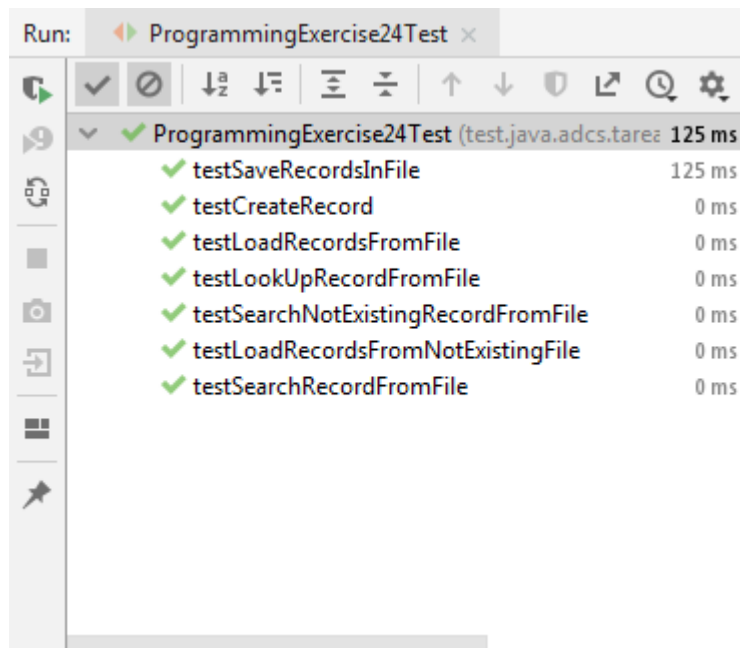 Run: ProgrammingExercise24Test ×
ProgrammingExercise24Test (test.java.adcs.tarea 125 ms
testSaveRecordsInFile 125 ms
testCreateRecord 0 ms
testLoadRecordsFromFile 0 ms
testLookUpRecordFromFile 0 ms
testSearchNotExistingRecordFromFile 0 ms
testLoadRecordsFromNotExistingFile 0 ms
testSearchRecordFromFile 0 ms